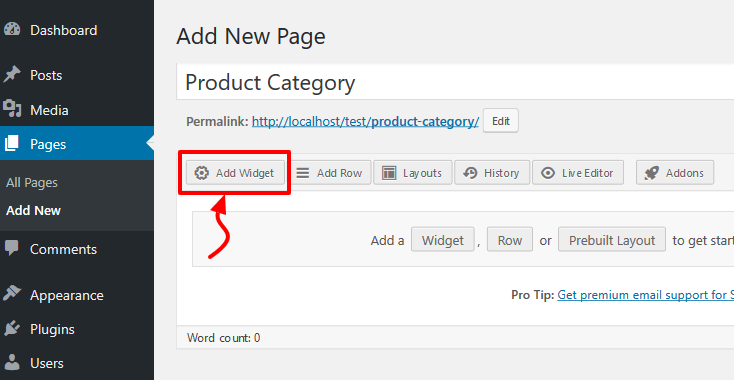 Dashboard
Posts
Media
Pages
All Pages
Add New
Comments
Appearance
Plugins
Users
Add New Page
Product Category
Permalink: http://localhost/test/product-category/ Edit
Add Widget Add Row Layouts History Live Editor Addons
Add a Widget , Row or Prebuilt Layout to get
Pro Tip: Get premium email support for
Word count: 0